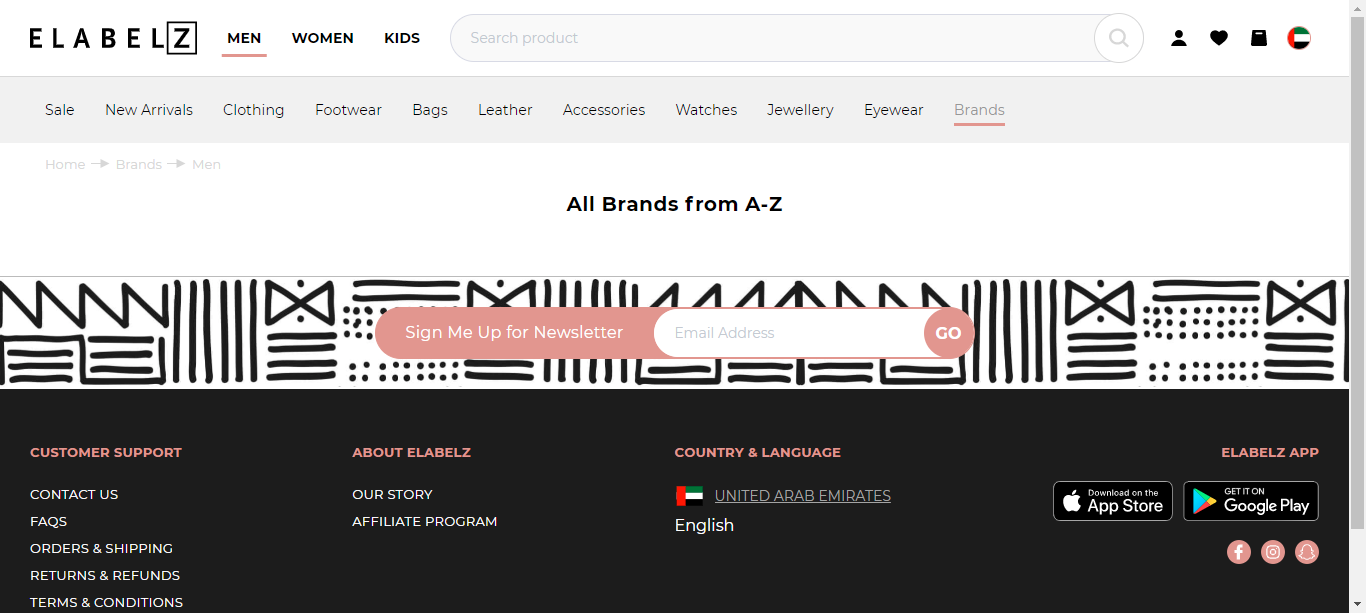 ELABELZ MEN WOMEN KIDS Search product
Sale New Arrivals Clothing Footwear Bags Leather Accessories Watches Jewellery Eyewear Brands
Home Brands Men
All Brands from A-Z
Sign Me Up for Newsletter Email Address GO
CUSTOMER SUPPORT ABOUT ELABELZ COUNTRY & LANGUAGE ELABELZ APP
CONTACT US OUR STORY UNITED ARAB EMIRATES Download on the App Store GET IT ON Google Play
FAQS AFFILIATE PROGRAM English
ORDERS & SHIPPING
RETURNS & REFUNDS
TERMS & CONDITIONS